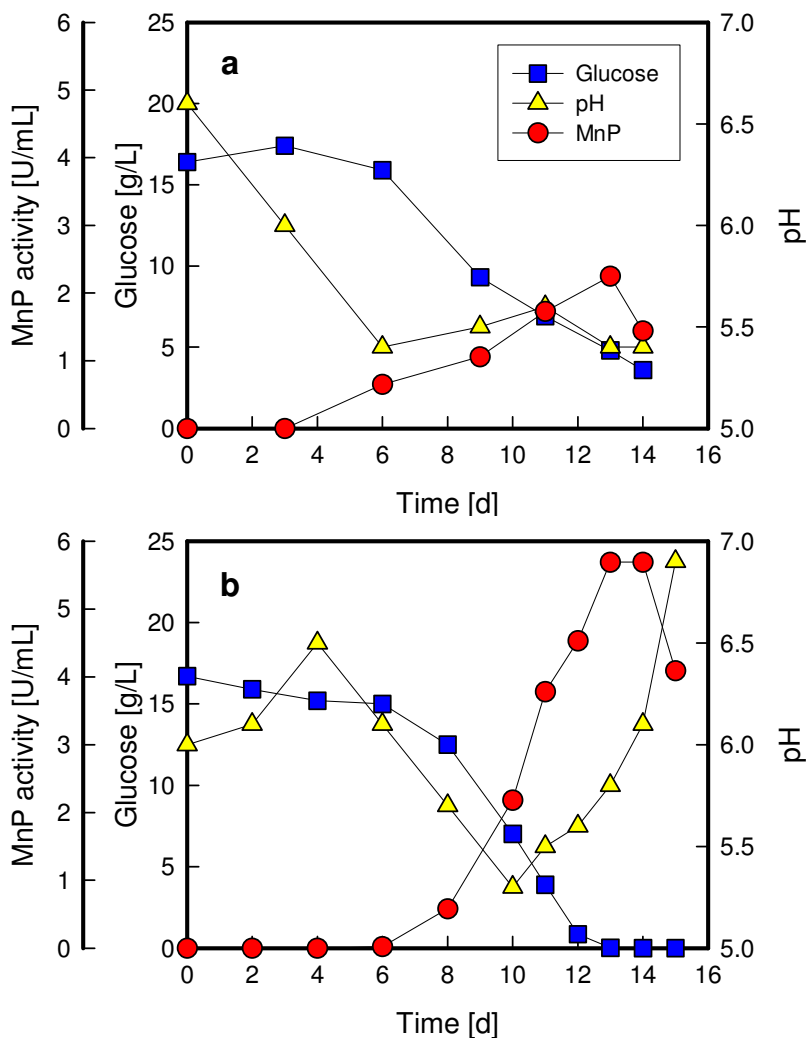 a
Glucose
pH
MnP
MnP activity [U/mL]
6
5
4
3
2
1
0
Glucose [g/L]
25
20
15
10
5
0
pH
7.0
6.5
6.0
5.5
5.0
0 2 4 6 8 10 12 14 16
Time [d]
b
MnP activity [U/mL]
6
5
4
3
2
1
0
Glucose [g/L]
25
20
15
10
5
0
pH
7.0
6.5
6.0
5.5
5.0
0 2 4 6 8 10 12 14 16
Time [d]